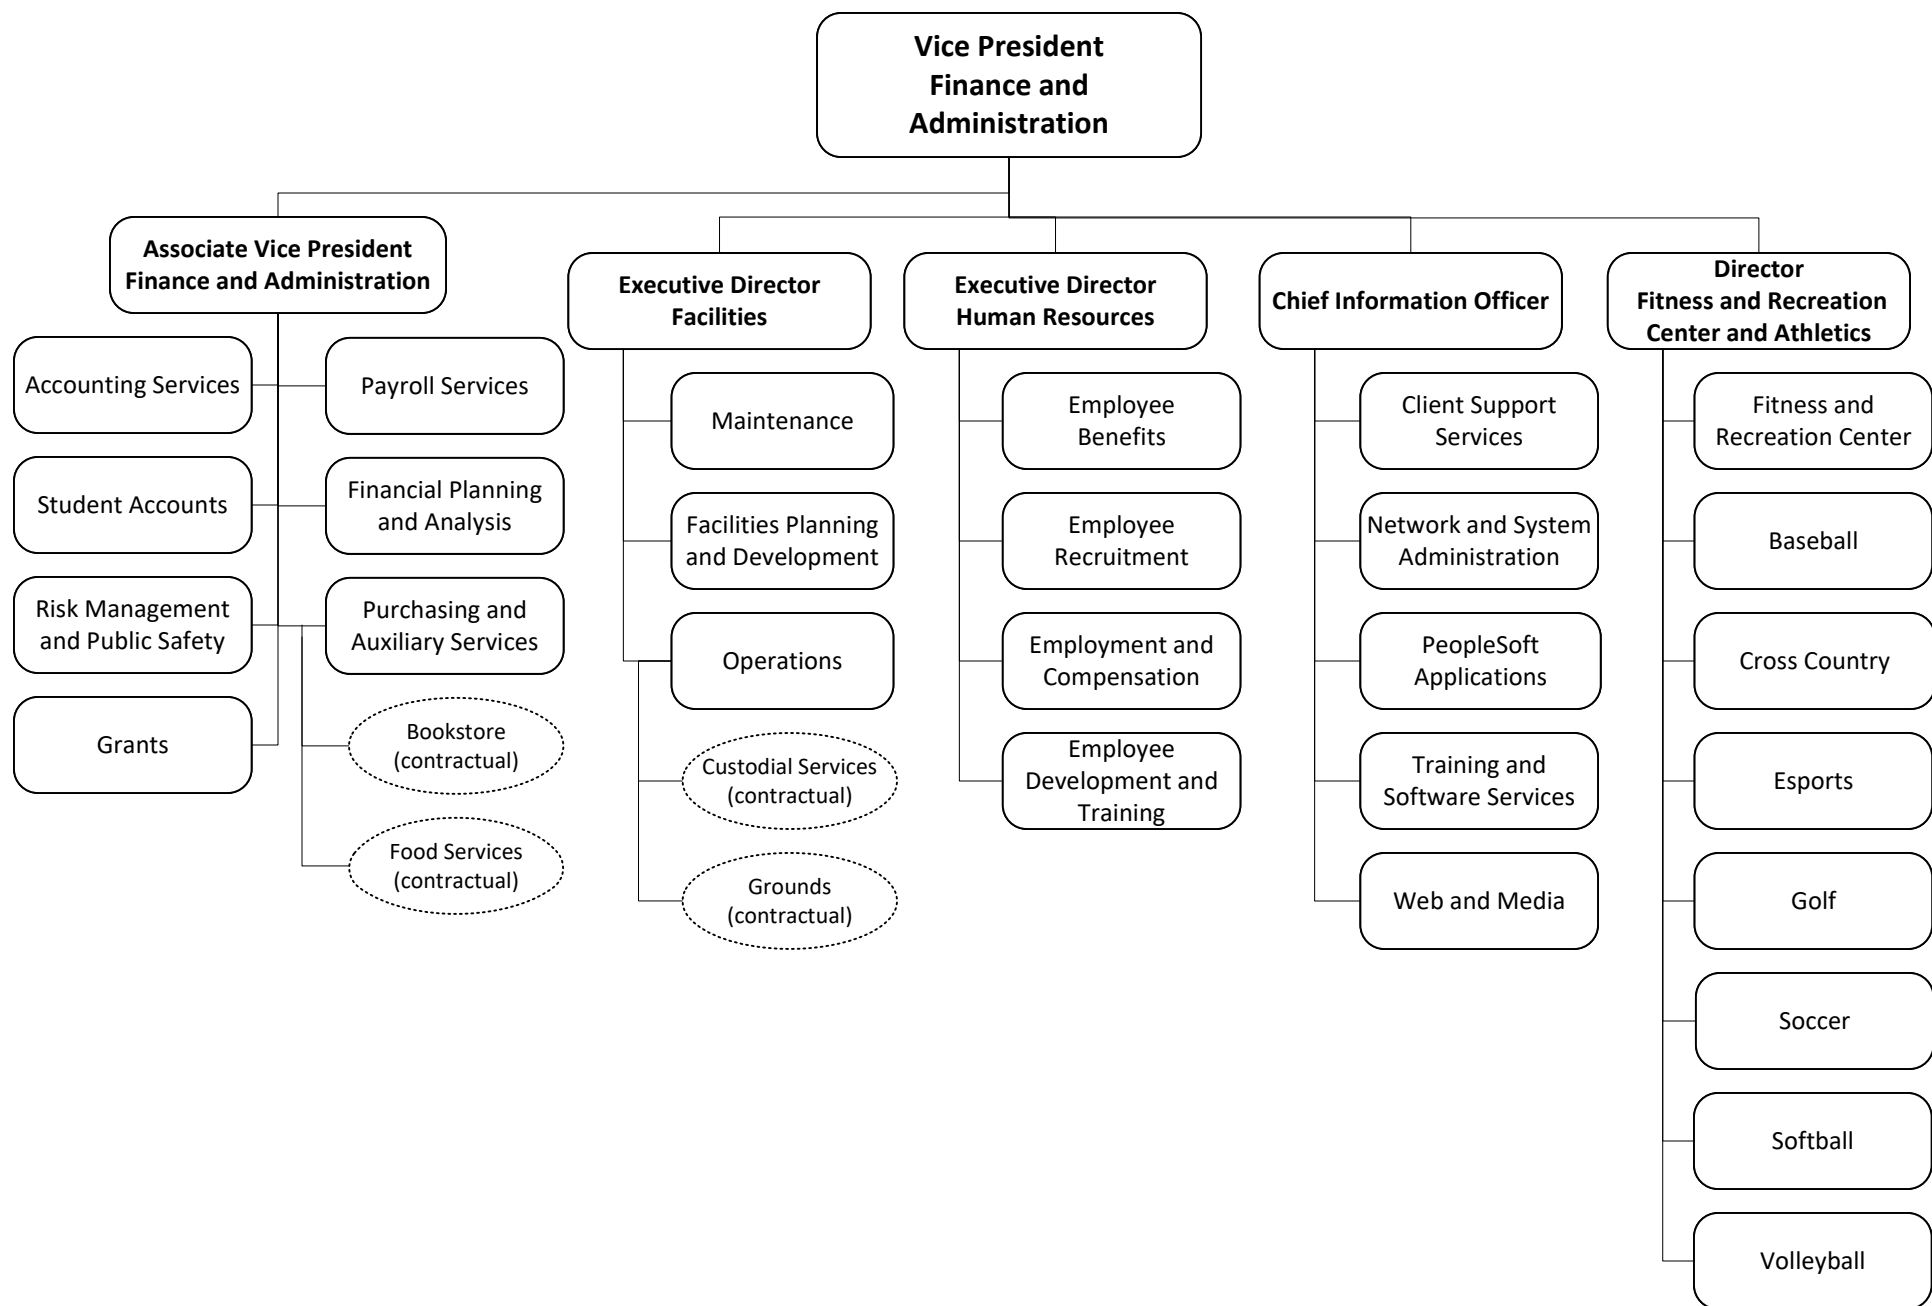 Vice President
Finance and
Administration
Associate Vice President
Finance and Administration
Accounting Services
Payroll Services
Student Accounts
Financial Planning
and Analysis
Risk Management
and Public Safety
Purchasing and
Auxiliary Services
Grants
Bookstore
(contractual)
Food Services
(contractual)
Executive Director
Facilities
Maintenance
Facilities Planning
and Development
Operations
Custodial Services
(contractual)
Grounds
(contractual)
Executive Director
Human Resources
Employee
Benefits
Employee
Recruitment
Employment and
Compensation
Employee
Development and
Training
Chief Information Officer
Client Support
Services
Network and System
Administration
PeopleSoft
Applications
Training and
Software Services
Web and Media
Director
Fitness and Recreation
Center and Athletics
Fitness and
Recreation Center
Baseball
Cross Country
Esports
Golf
Soccer
Softball
Volleyball